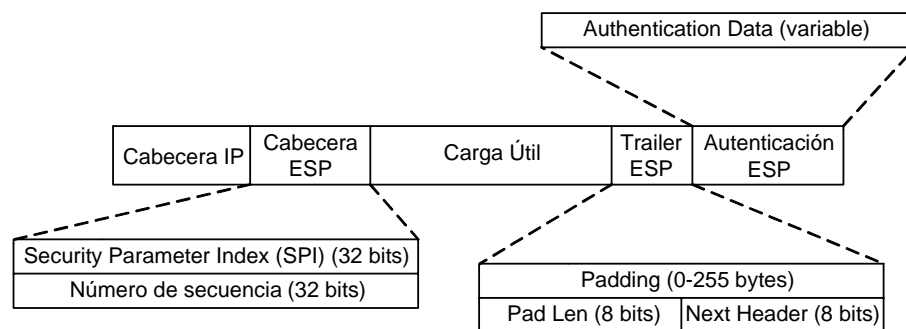 Authentication Data (variable)
Cabecera IP
Cabecera
ESP
Carga Útil
Trailer
ESP
Autenticación
ESP
Security Parameter Index (SPI) (32 bits)
Número de secuencia (32 bits)
Padding (0-255 bytes)
Pad Len (8 bits)
Next Header (8 bits)